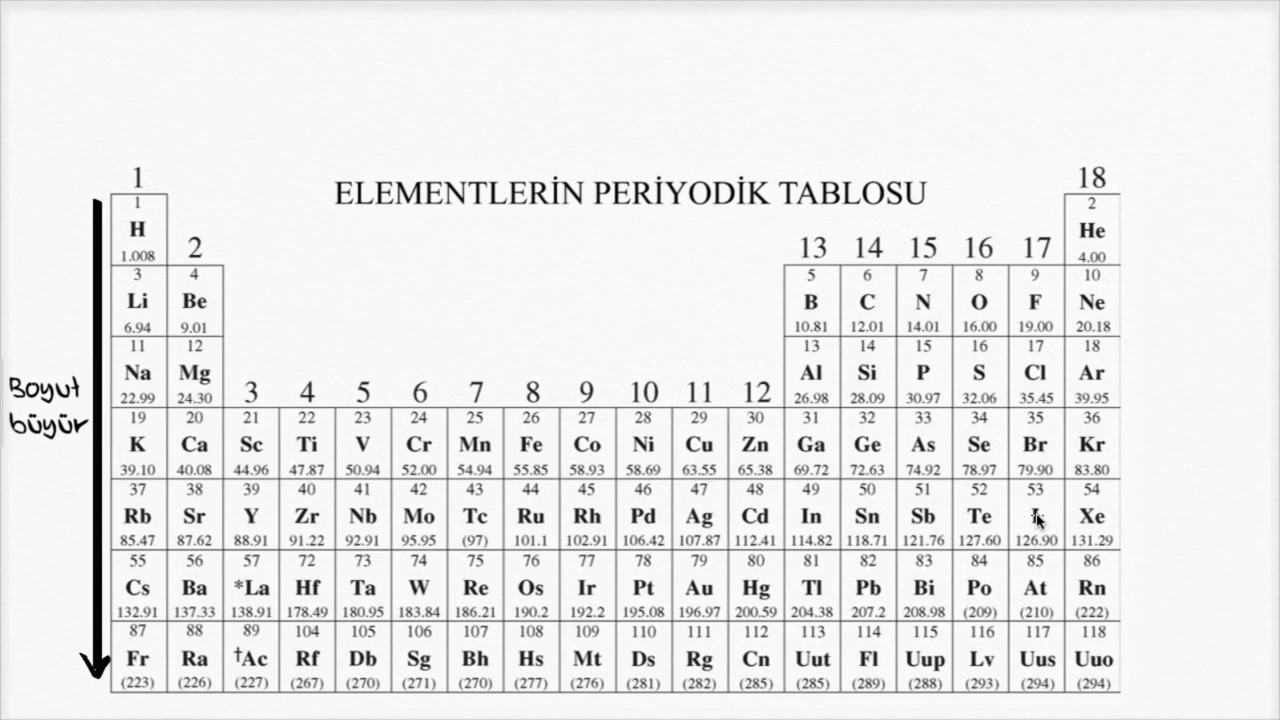 1 18
1 ELEMENTLERİN PERİYODİK TABLOSU 2
H He
1.008 2 13 14 15 16 17 4.00
3 4 5 6 7 8 9 10
Li Be B C N O F Ne
6.94 9.01 10.81 12.01 14.01 16.00 19.00 20.18
11 12 13 14 15 16 17 18
Na Mg Al Si P S Cl Ar
22.99 24.30 3 4 5 6 7 8 9 10 11 12 26.98 28.09 30.97 32.06 35.45 39.95
Boyut
büyür
19 20 21 22 23 24 25 26 27 28 29 30 31 32 33 34 35 36
K Ca Sc Ti V Cr Mn Fe Co Ni Cu Zn Ga Ge As Se Br Kr
39.10 40.08 44.96 47.87 50.94 52.00 54.94 55.85 58.93 58.69 63.55 65.38 69.72 72.63 74.92 78.97 79.90 83.80
37 38 39 40 41 42 43 44 45 46 47 48 49 50 51 52 53 54
Rb Sr Y Zr Nb Mo Tc Ru Rh Pd Ag Cd In Sn Sb Te I Xe
85.47 87.62 88.91 91.22 92.91 95.95 (97) 101.1 102.91 106.42 107.87 112.41 114.82 118.71 121.76 127.60 126.90 131.29
55 56 57 72 73 74 75 76 77 78 79 80 81 82 83 84 85 86
Cs Ba *La Hf Ta W Re Os Ir Pt Au Hg Tl Pb Bi Po At Rn
132.91 137.33 138.91 178.49 180.95 183.84 186.21 190.2 192.2 195.08 196.97 200.59 204.38 207.2 208.98 (209) (210) (222)
87 88 89 104 105 106 107 108 109 110 111 112 113 114 115 116 117 118
Fr Ra †Ac Rf Db Sg Bh Hs Mt Ds Rg Cn Uut Fl Uup Lv Uus Uuo
(223) (226) (227) (267) (270) (271) (270) (277) (276) (281) (282) (285) (285) (289) (288) (293) (294) (294)